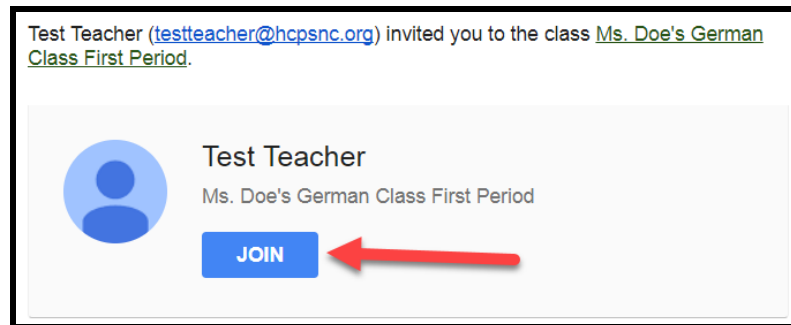 Test Teacher (testteacher@hcpsnc.org) invited you to the class Ms. Doe's German
Class First Period.
Test Teacher
Ms. Doe's German Class First Period
JOIN